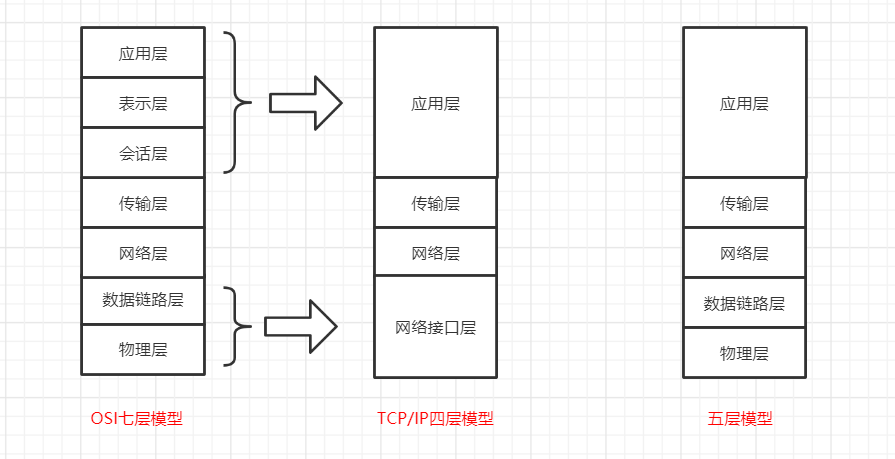 应用层
表示层
会话层
传输层
网络层
数据链路层
物理层
OSI七层模型
应用层
传输层
网络层
网络接口层
TCP/IP四层模型
应用层
传输层
网络层
数据链路层
物理层
五层模型